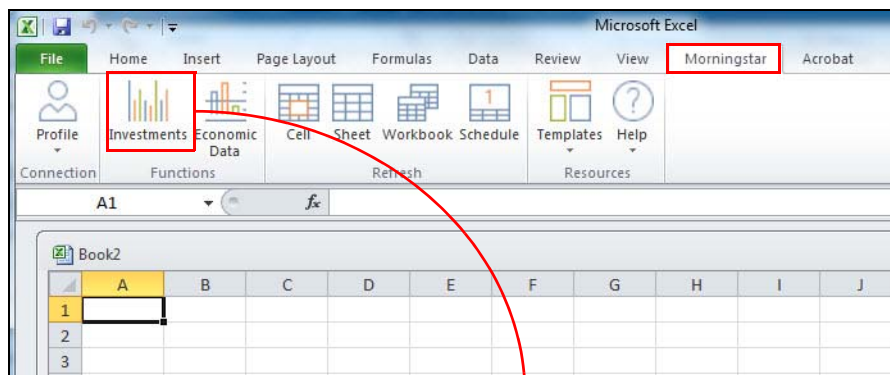 Microsoft Excel
File Home Insert Page Layout Formulas Data Review View Morningstar Acrobat
Profile Investments Economic Data Cell Sheet Workbook Schedule Templates Help
1
Connection Functions Refresh Resources
A1 fx
Book2
A B C D E F G H I J
1
2
3